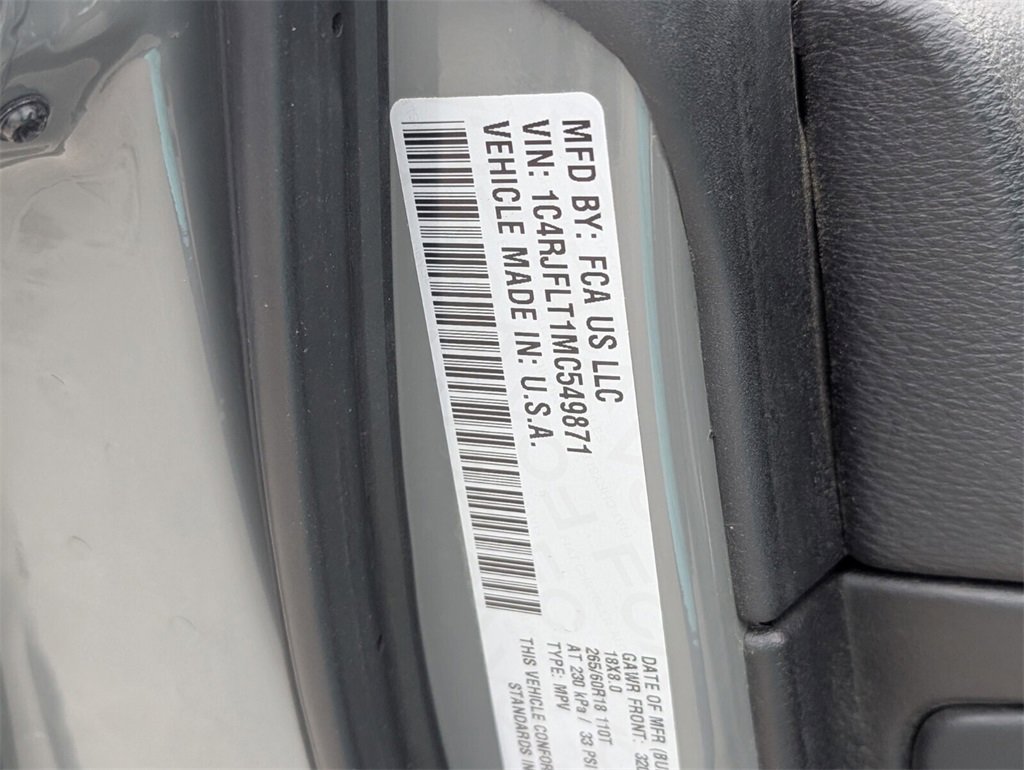 MFD BY: FCA US LLC
VIN: 1C4RJFLT1MC549871
VEHICLE MADE IN: U.S.A.
DATE OF MFR
GAWR FRONT:
18X8.0
265/60R18 110T
AT 230 kPa / 33 PSI
TYPE: MPV
THIS VEHICLE
STANDARDS IN